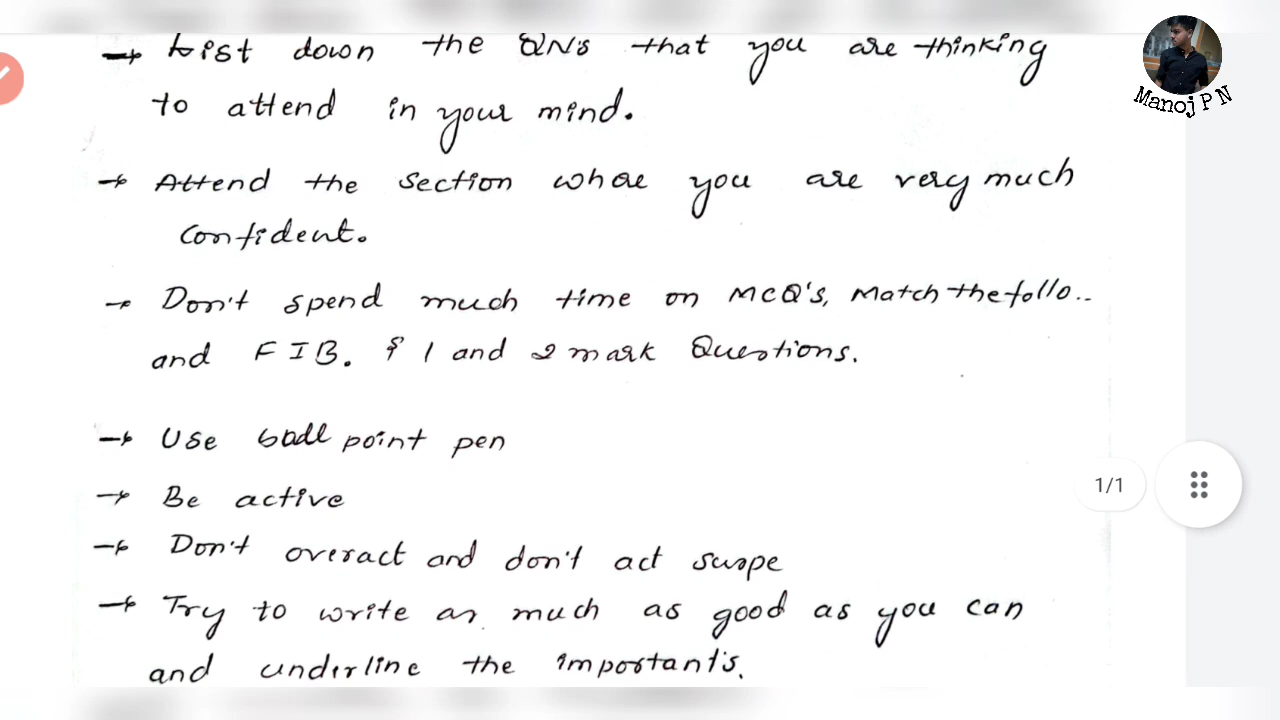 → List down the QNs that you are thinking
to attend in your mind.
→ Attend the section whore you are very much
confident.
→ Don't spend much time on MCQ's, Match the follo..
and FIB. & 1 and 2 mark Questions.
→ Use ball point pen
→ Be active
→ Don't overact and don't act
→ Try to write as much as good as you can
and underline the important's.
1/1
Manoj P N